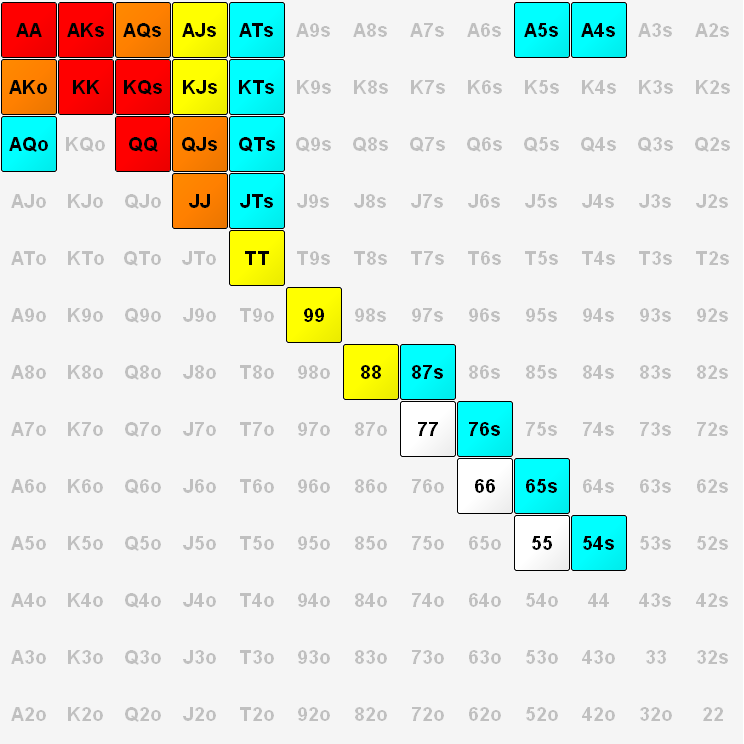 AA AKs AQs AJs ATs A9s A8s A7s A6s A5s A4s A3s A2s
AKo KK KQs KJs KTs K9s K8s K7s K6s K5s K4s K3s K2s
AQo KQo QQ QJs QTs Q9s Q8s Q7s Q6s Q5s Q4s Q3s Q2s
AJo KJo QJo JJ JTs J9s J8s J7s J6s J5s J4s J3s J2s
ATo KTo QTo JTo TT T9s T8s T7s T6s T5s T4s T3s T2s
A9o K9o Q9o J9o T9o 99 98s 97s 96s 95s 94s 93s 92s
A8o K8o Q8o J8o T8o 98o 88 87s 86s 85s 84s 83s 82s
A7o K7o Q7o J7o T7o 97o 87o 77 76s 75s 74s 73s 72s
A6o K6o Q6o J6o T6o 96o 86o 76o 66 65s 64s 63s 62s
A5o K5o Q5o J5o T5o 95o 85o 75o 65o 55 54s 53s 52s
A4o K4o Q4o J4o T4o 94o 84o 74o 64o 54o 44 43s 42s
A3o K3o Q3o J3o T3o 93o 83o 73o 63o 53o 43o 33 32s
A2o K2o Q2o J2o T2o 92o 82o 72o 62o 52o 42o 32o 22